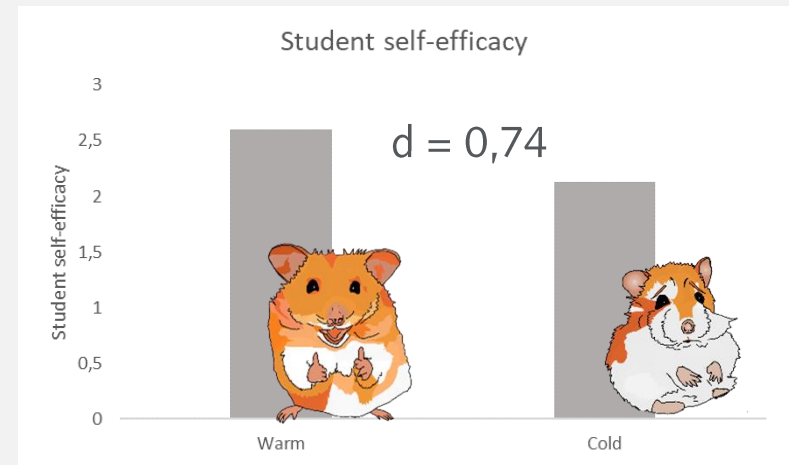 Student self-efficacy
3
d = 0,74
2,5
2
1,5
1
0,5
0
Student self-efficacy
Warm
Cold